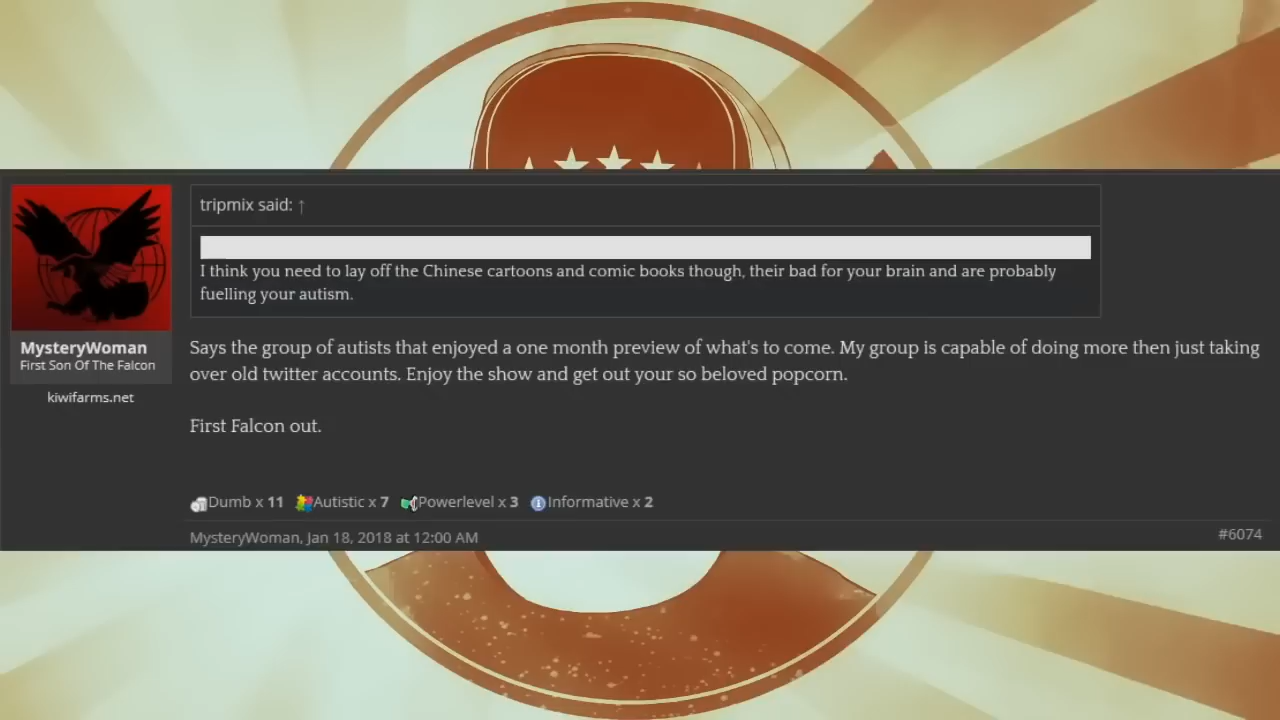 tripmix said: ↑
I think you need to lay off the Chinese cartoons and comic books though, their bad for your brain and are probably
fuelling your autism.
MysteryWoman
First Son Of The Falcon
kiwifarms.net
Says the group of autists that enjoyed a one month preview of what's to come. My group is capable of doing more then just taking
over old twitter accounts. Enjoy the show and get out your so beloved popcorn.
First Falcon out.
Dumb x 11 Autistic x 7 Powerlevel x 3 Informative x 2
MysteryWoman, Jan 18, 2018 at 12:00 AM
#6074